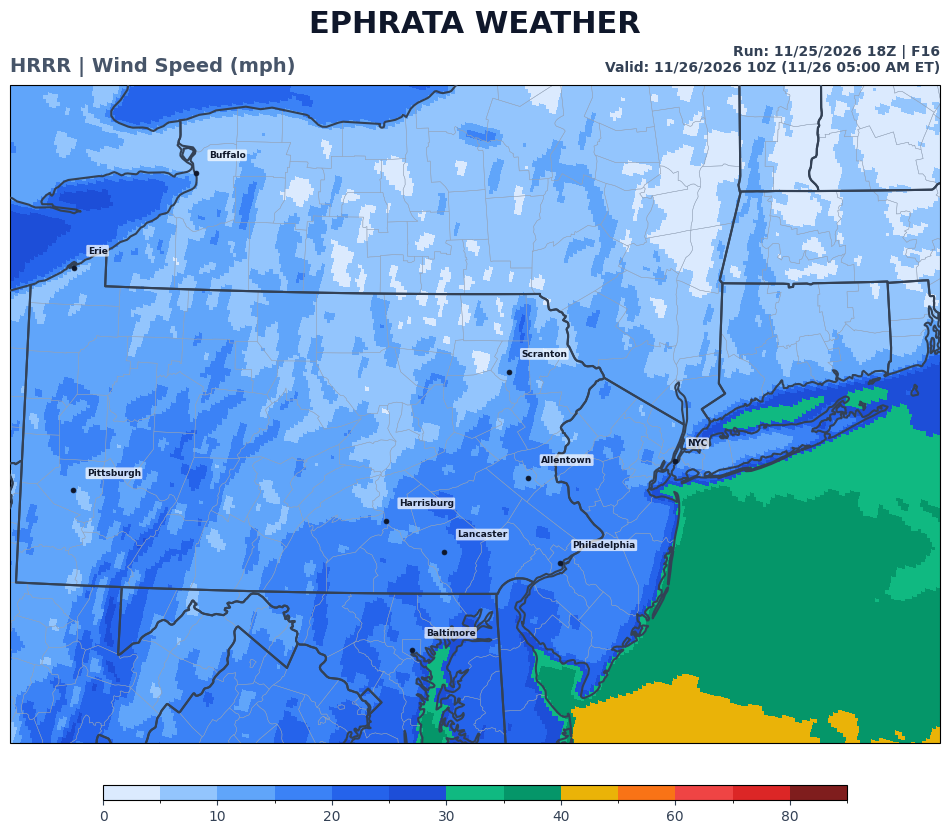 EPHRATA WEATHER
HRRR | Wind Speed (mph)
Run: 11/25/2026 18Z | F16
Valid: 11/26/2026 10Z (11/26 05:00 AM ET)
Buffalo
Erie
Scranton
NYC
Allentown
Pittsburgh
Harrisburg
Lancaster
Philadelphia
Baltimore
0 10 20 30 40 50 60 70 80